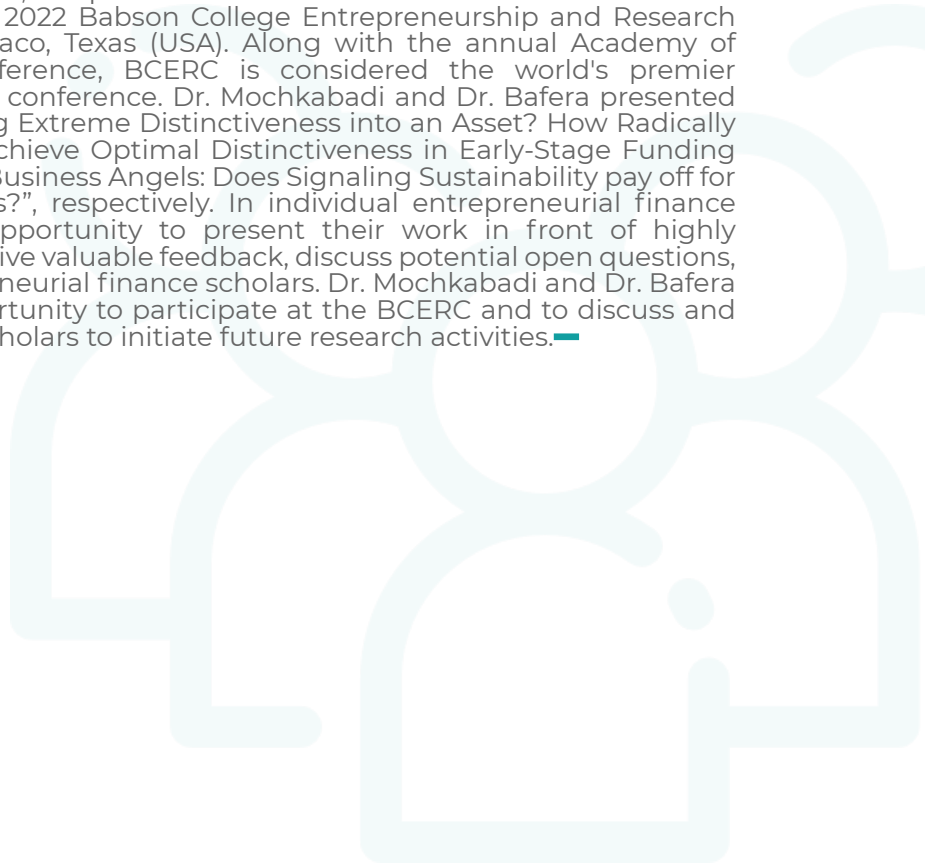 2022 Babson College Entrepreneurship and Research
aco, Texas (USA). Along with the annual Academy of
ference, BCERC is considered the world's premier
conference. Dr. Mochkabadi and Dr. Bafera presented
g Extreme Distinctiveness into an Asset? How Radically
chieve Optimal Distinctiveness in Early-Stage Funding
Business Angels: Does Signaling Sustainability pay off for
s?”, respectively. In individual entrepreneurial finance
pportunity to present their work in front of highly
ive valuable feedback, discuss potential open questions,
neurial finance scholars. Dr. Mochkabadi and Dr. Bafera
rtunity to participate at the BCERC and to discuss and
holars to initiate future research activities.